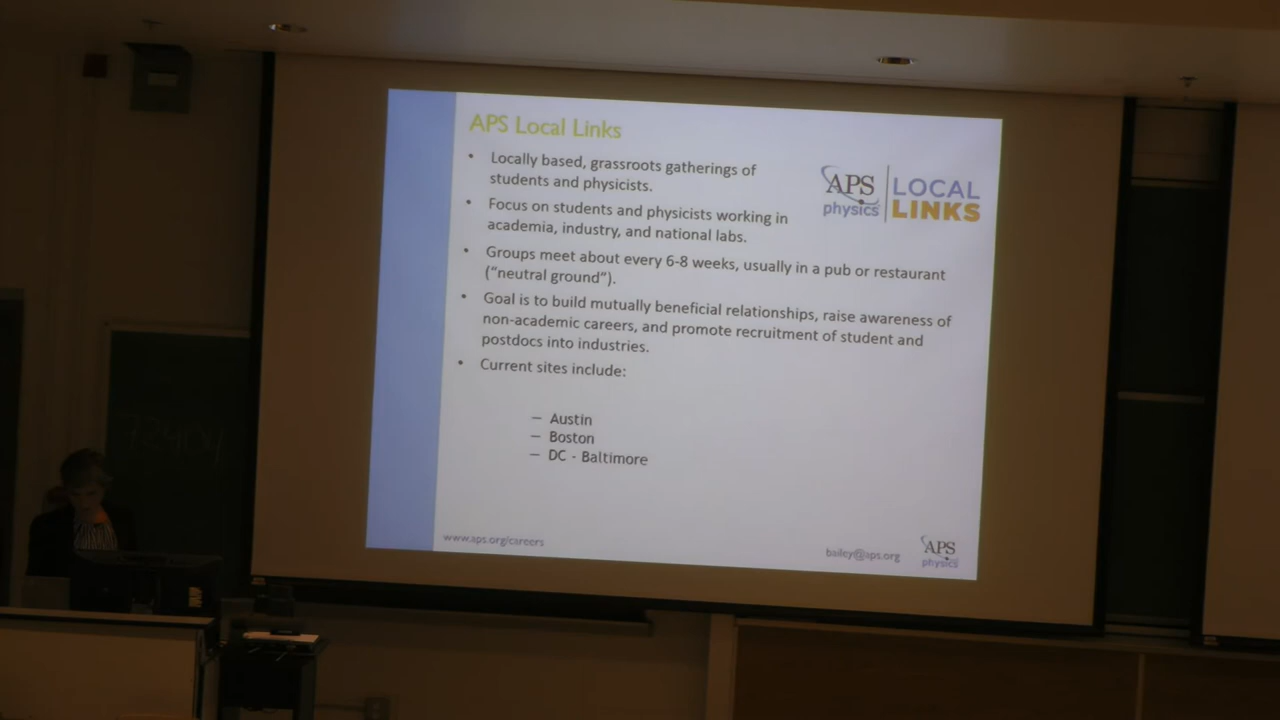 APS Local Links
• Locally based, grassroots gatherings of
students and physicists.
• Focus on students and physicists working in
academia, industry, and national labs.
• Groups meet about every 6-8 weeks, usually in a pub or restaurant
(“neutral ground”).
• Goal is to build mutually beneficial relationships, raise awareness of
non-academic careers, and promote recruitment of student and
postdocs into industries.
• Current sites include:
– Austin
– Boston
– DC - Baltimore
APS
physics
LOCAL
LINKS
www.aps.org/careers
bailey@aps.org
APS
physics